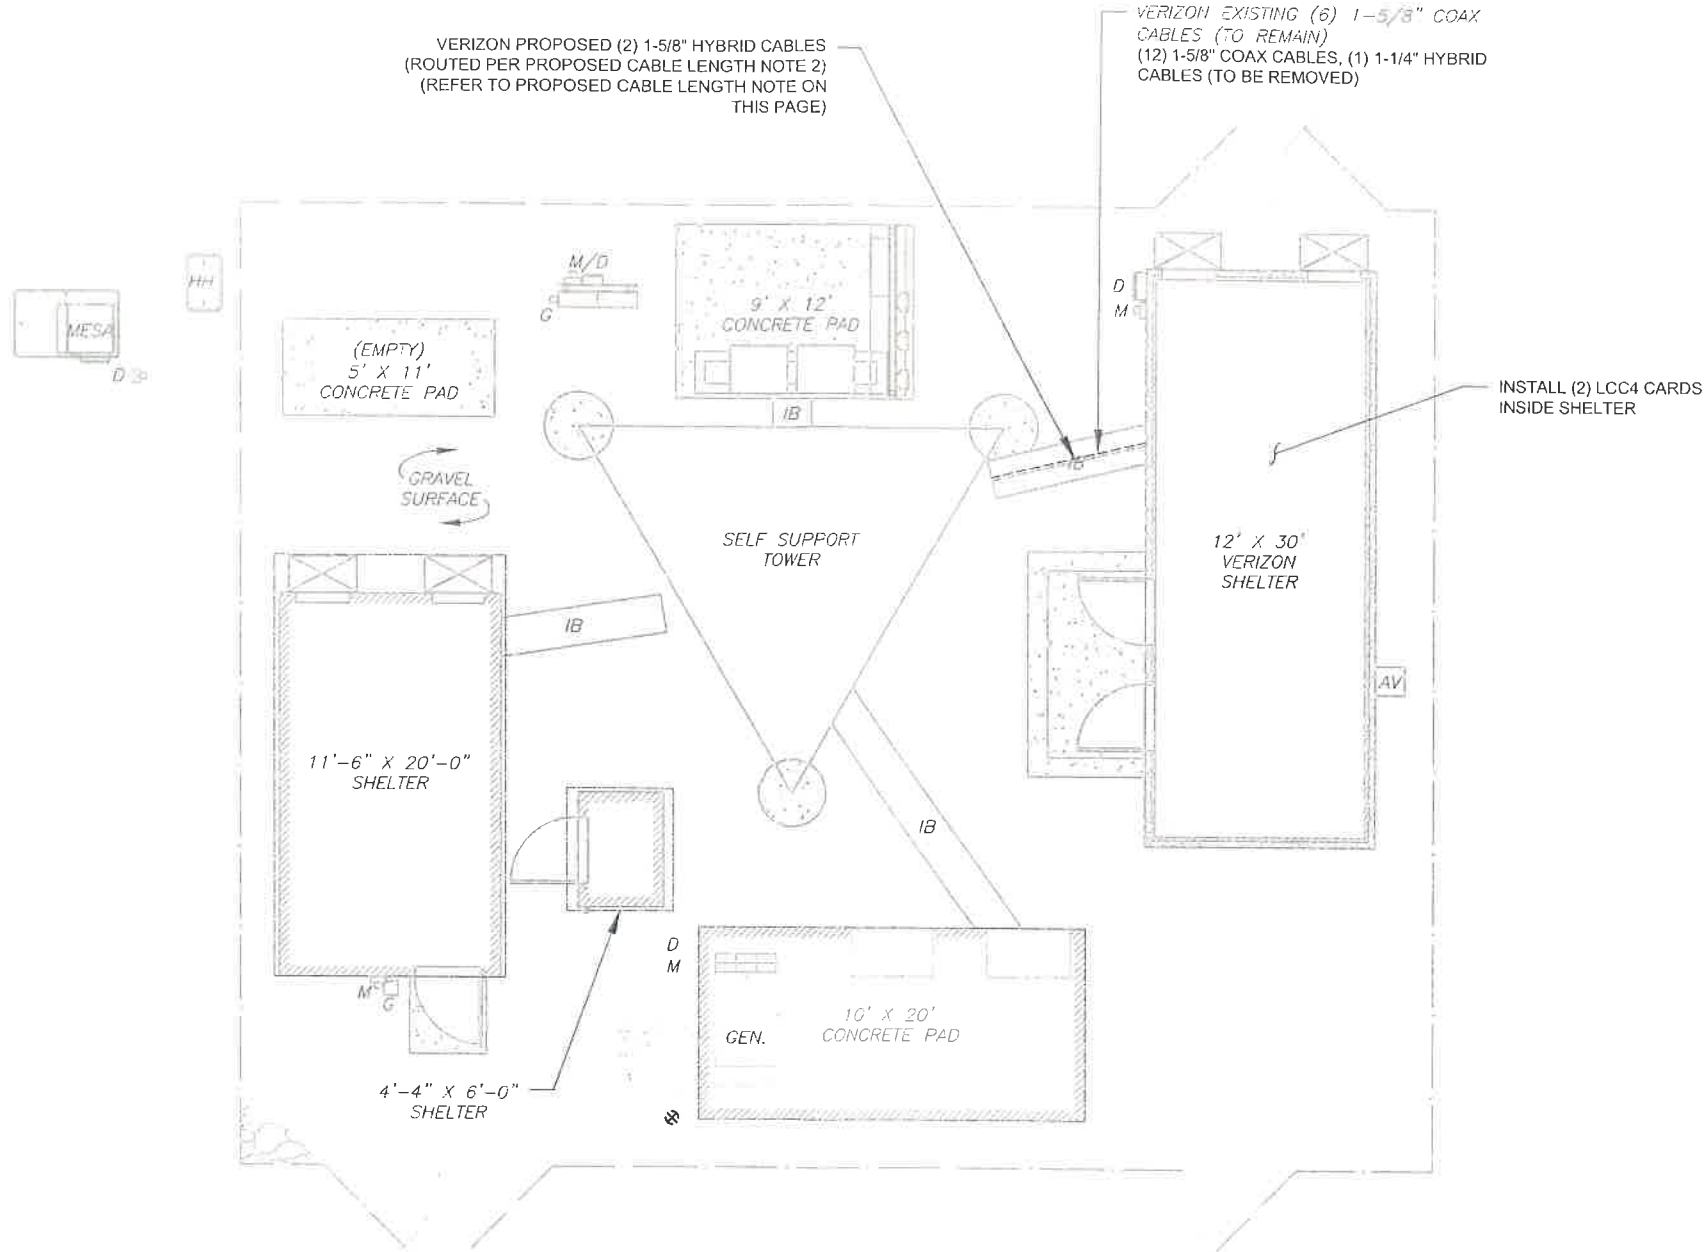 VERIZON EXISTING (6) 1-5/8" COAX
CABLES (TO REMAIN)
(12) 1-5/8" COAX CABLES, (1) 1-1/4" HYBRID
CABLES (TO BE REMOVED)
VERIZON PROPOSED (2) 1-5/8" HYBRID CABLES
(ROUTED PER PROPOSED CABLE LENGTH NOTE 2)
(REFER TO PROPOSED CABLE LENGTH NOTE ON
THIS PAGE)
HH
MESA
D
M/D
G
(EMPTY)
5' X 11'
CONCRETE PAD
9' X 12'
CONCRETE PAD
IB
D
M
INSTALL (2) LCC4 CARDS
INSIDE SHELTER
IB
GRAVEL
SURFACE
SELF SUPPORT
TOWER
12' X 30'
VERIZON
SHELTER
IB
AV
11'-6" X 20'-0"
SHELTER
IB
M
G
D
M
GEN.
10' X 20'
CONCRETE PAD
4'-4" X 6'-0"
SHELTER